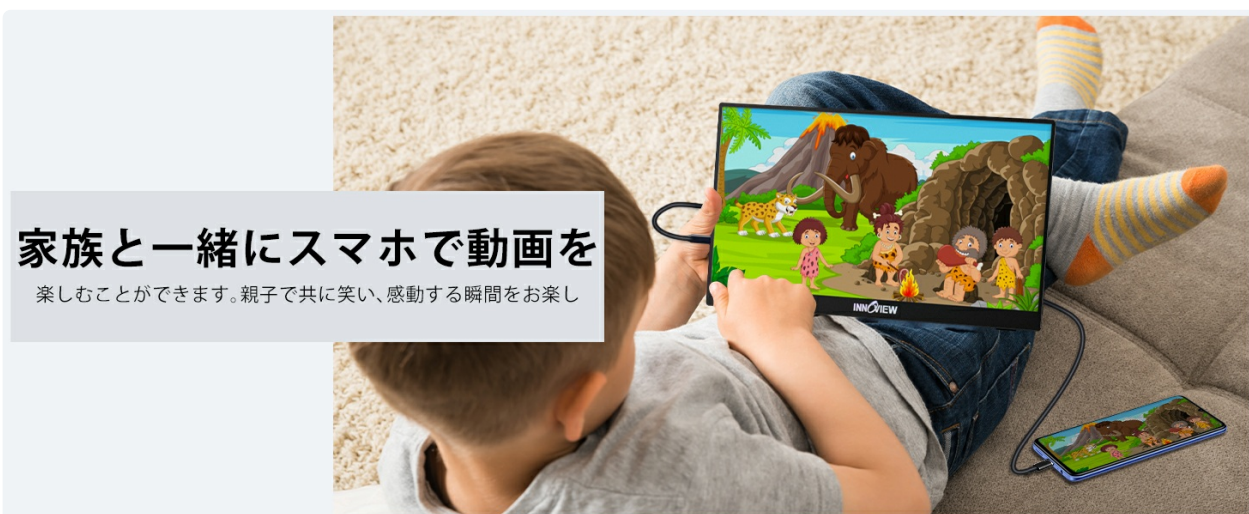 家族と一緒にスマホで動画を
楽しむことができます。親子で共に笑い、感動する瞬間をお楽し
INNOVIEW